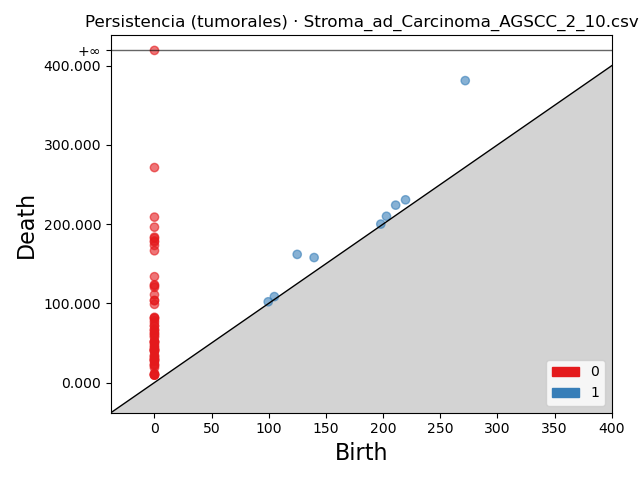 Persistencia (tumorales) · Stroma_ad_Carcinoma_AGSCC_2_10.csv
+∞
400.000
300.000
200.000
100.000
0.000
Death
0
1
0 50 100 150 200 250 300 350 400
Birth